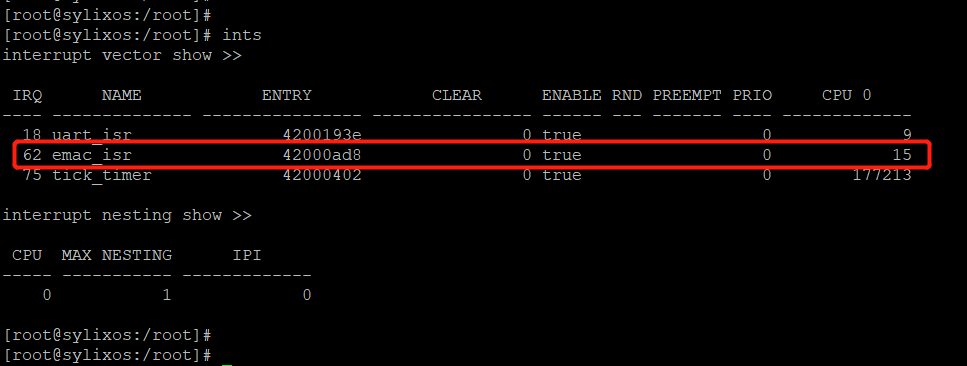 [root@sylixos:/root]#
[root@sylixos:/root]#
[root@sylixos:/root]# ints
interrupt vector show >>
IRQ NAME ENTRY CLEAR ENABLE RND PREEMPT PRIO CPU 0
---- -------------- ---------------- ---------------- ------ --- ------- ---- -------------
18 uart_isr 4200193e 0 true 0 9
62 emac_isr 42000ad8 0 true 0 15
75 tick_timer 42000402 0 true 0 177213
interrupt nesting show >>
CPU MAX NESTING IPI
----- ----------- -------------
0 1 0
[root@sylixos:/root]#
[root@sylixos:/root]# _